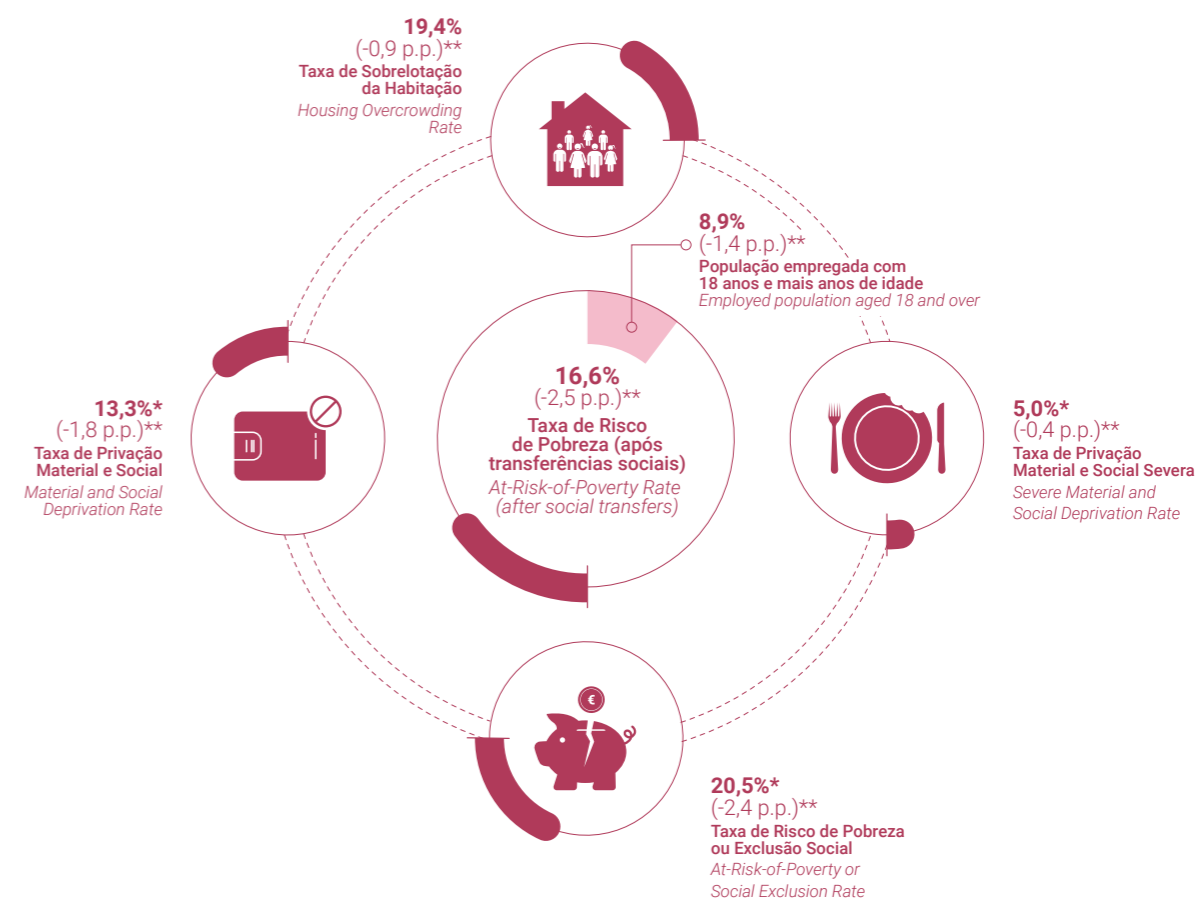 19,4%
(-0,9 p.p.)**
Taxa de Sobrelotação
da Habitação
Housing Overcrowding
Rate
8,9%
(-1,4 p.p.)**
População empregada com
18 anos e mais anos de idade
Employed population aged 18 and over
16,6%
(-2,5 p.p.)**
Taxa de Risco
de Pobreza (após
transferências sociais)
At-Risk-of-Poverty Rate
(after social transfers)
13,3%*
(-1,8 p.p.)**
Taxa de Privação
Material e Social
Material and Social
Deprivation Rate
5,0%*
(-0,4 p.p.)**
Taxa de Privação
Material e Social Severa
Severe Material and
Social Deprivation Rate
€
20,5%*
(-2,4 p.p.)**
Taxa de Risco de Pobreza
ou Exclusão Social
At-Risk-of-Poverty or
Social Exclusion Rate